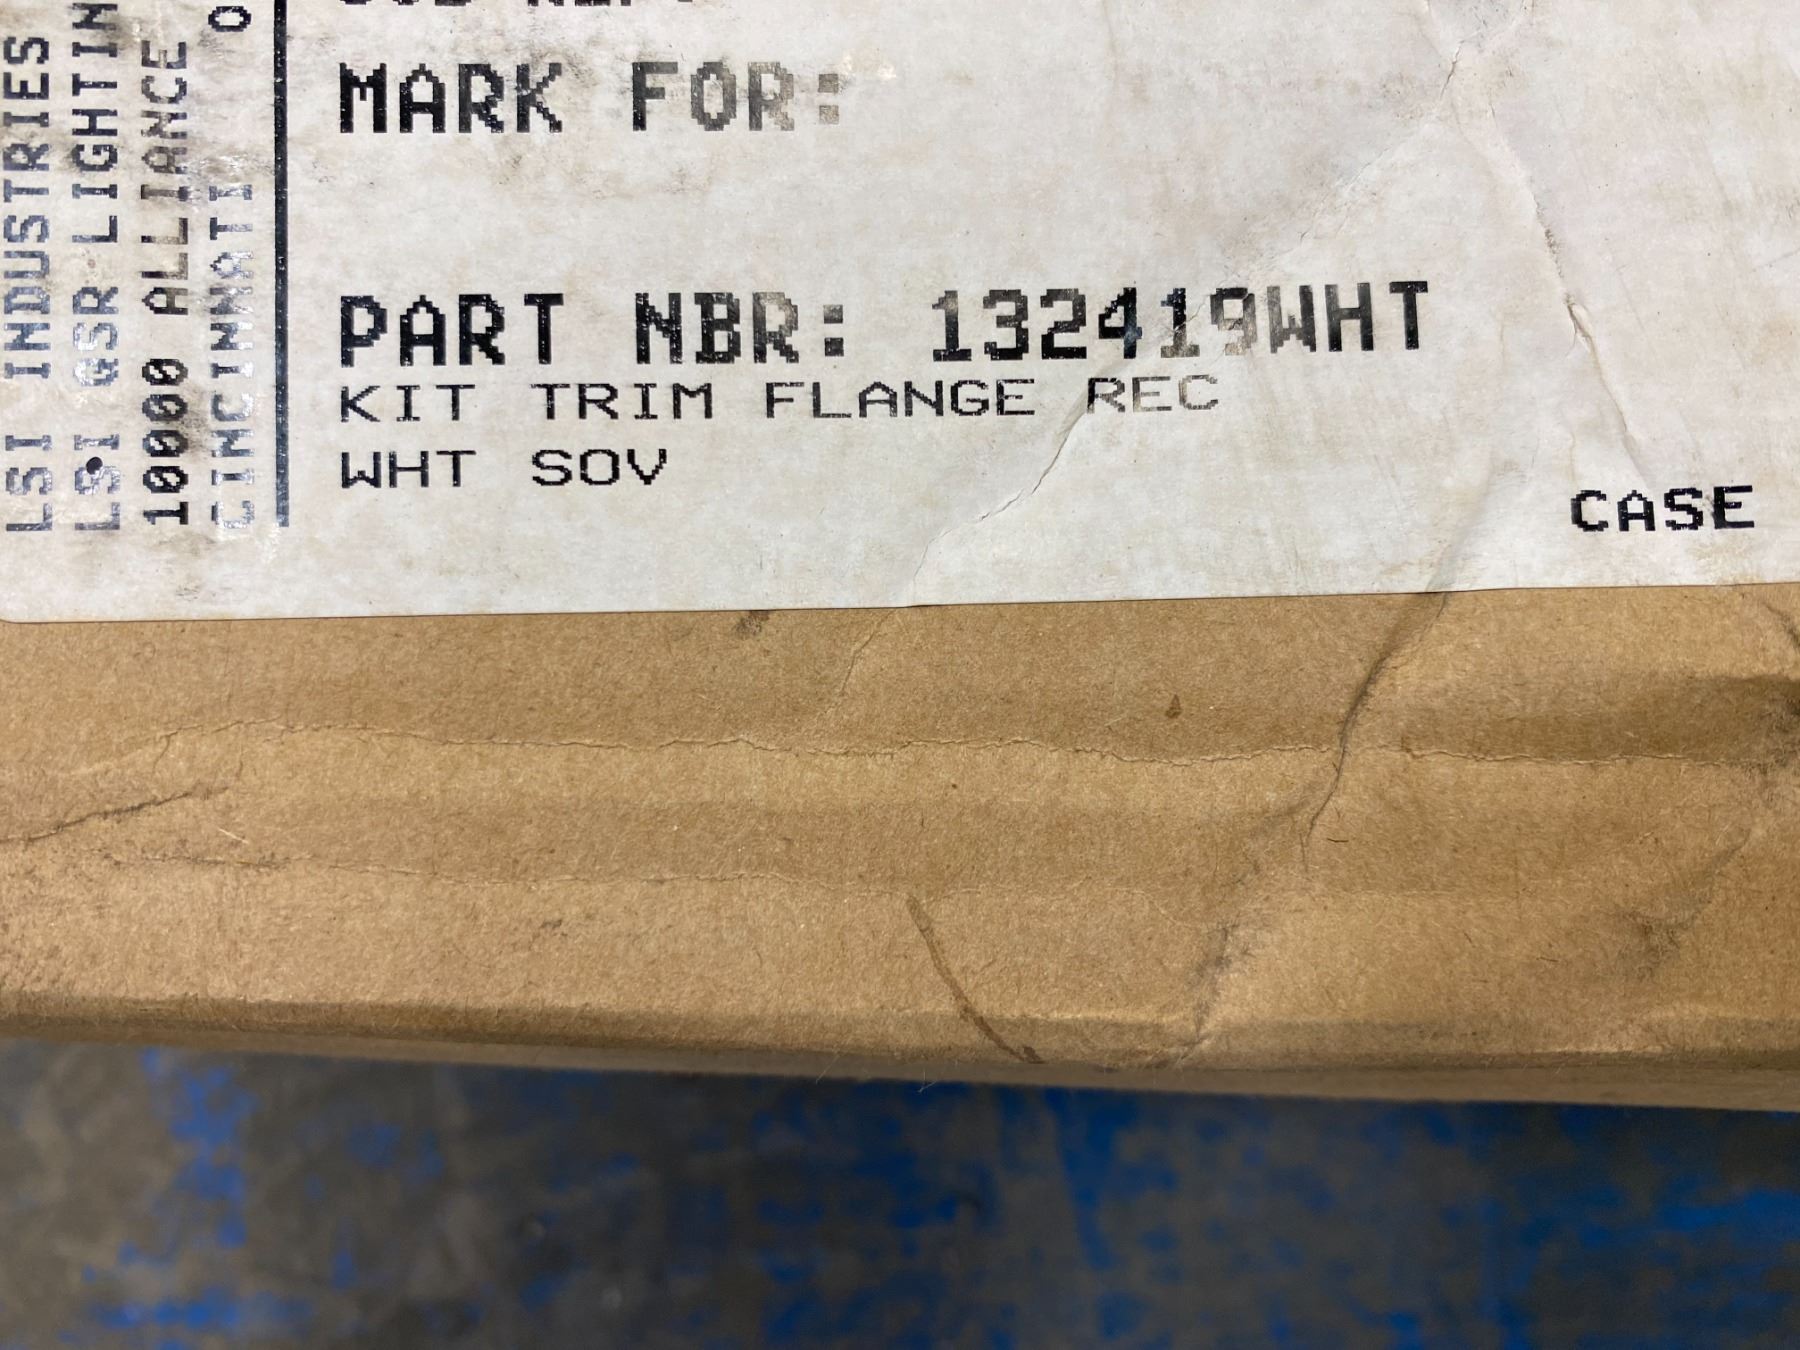 MARK FOR:
PART NBR: 132419WHT
KIT TRIM FLANGE REC
WHT SOV
CASE
LSI INDUSTRIES
LSI QSR LIGHTIN
10000 ALLIANCE
CINCINNATI O